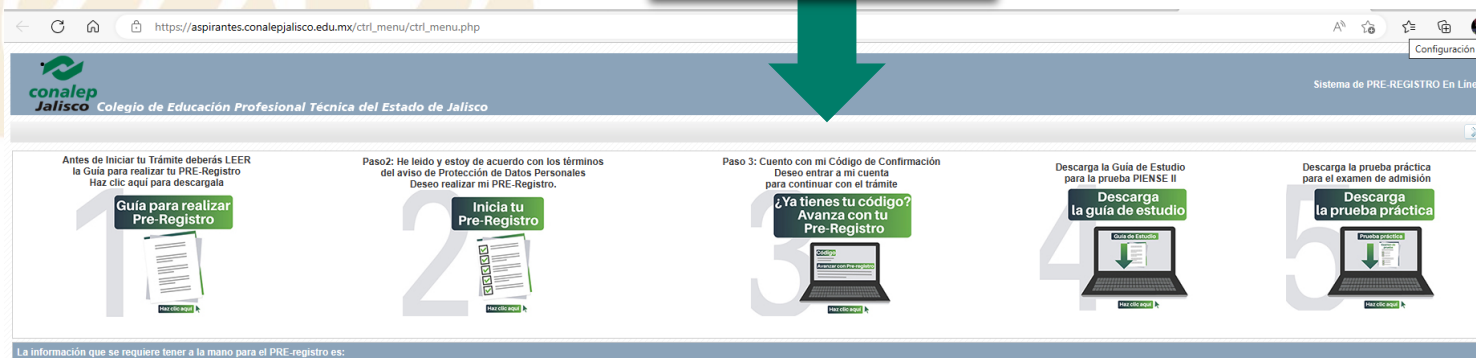 https://aspirantes.conalepjalisco.edu.mx/ctrl_menu/ctrl_menu.php
Configuración
conalep
Jalisco Colegio de Educación Profesional Técnica del Estado de Jalisco
Sistema de PRE-REGISTRO En Líne
Antes de Iniciar tu Trámite deberás LEER
la Guía para realizar tu PRE-Registro
Haz clic aquí para descargala
1
Guía para realizar
Pre-Registro
Haz clic aquí
Paso2: He leido y estoy de acuerdo con los términos
del aviso de Protección de Datos Personales
Deseo realizar mi PRE-Registro.
2
Inicia tu
Pre-Registro
Haz clic aquí
Paso 3: Cuento con mi Código de Confirmación
Deseo entrar a mi cuenta
para continuar con el trámite
3
¿Ya tienes tu código?
Avanza con tu
Pre-Registro
Código
Avanzar con Pre-registro
Haz clic aquí
Descarga la Guía de Estudio
para la prueba PIENSE II
4
Descarga
la guía de estudio
Guía de Estudio
Haz clic aquí
Descarga la prueba práctica
para el examen de admisión
5
Descarga
la prueba práctica
Prueba práctica
Haz clic aquí
La información que se requiere tener a la mano para el PRE-registro es: